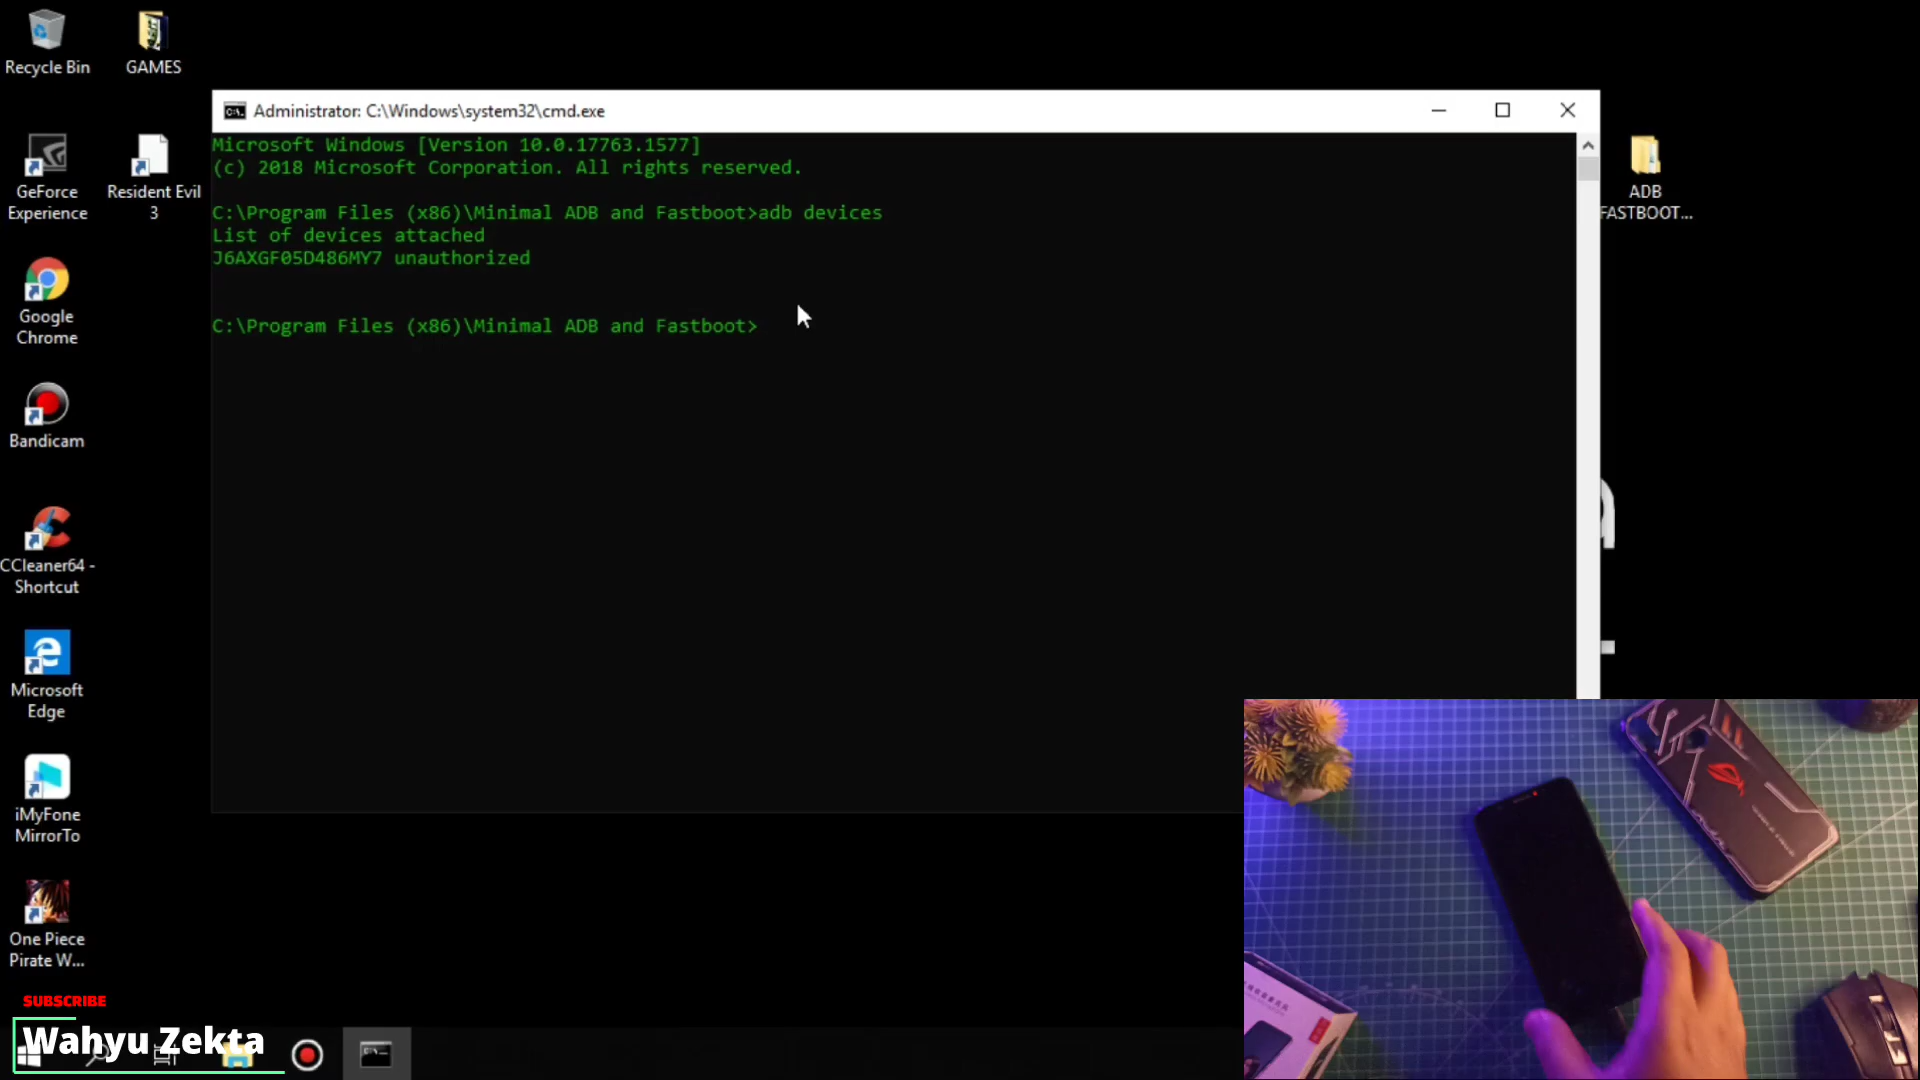 Recycle Bin
GAMES
Administrator: C:\Windows\system32\cmd.exe
Microsoft Windows [Version 10.0.17763.1577]
(c) 2018 Microsoft Corporation. All rights reserved.
C:\Program Files (x86)\Minimal ADB and Fastboot>adb devices
List of devices attached
J6AXGF05D486MY7 unauthorized
C:\Program Files (x86)\Minimal ADB and Fastboot>
GeForce
Experience
Resident Evil
3
ADB
FASTBOOT...
Google
Chrome
Bandicam
CCleaner64 -
Shortcut
Microsoft
Edge
iMyFone
MirrorTo
One Piece
Pirate W...
SUBSCRIBE
Wahyu Zekta